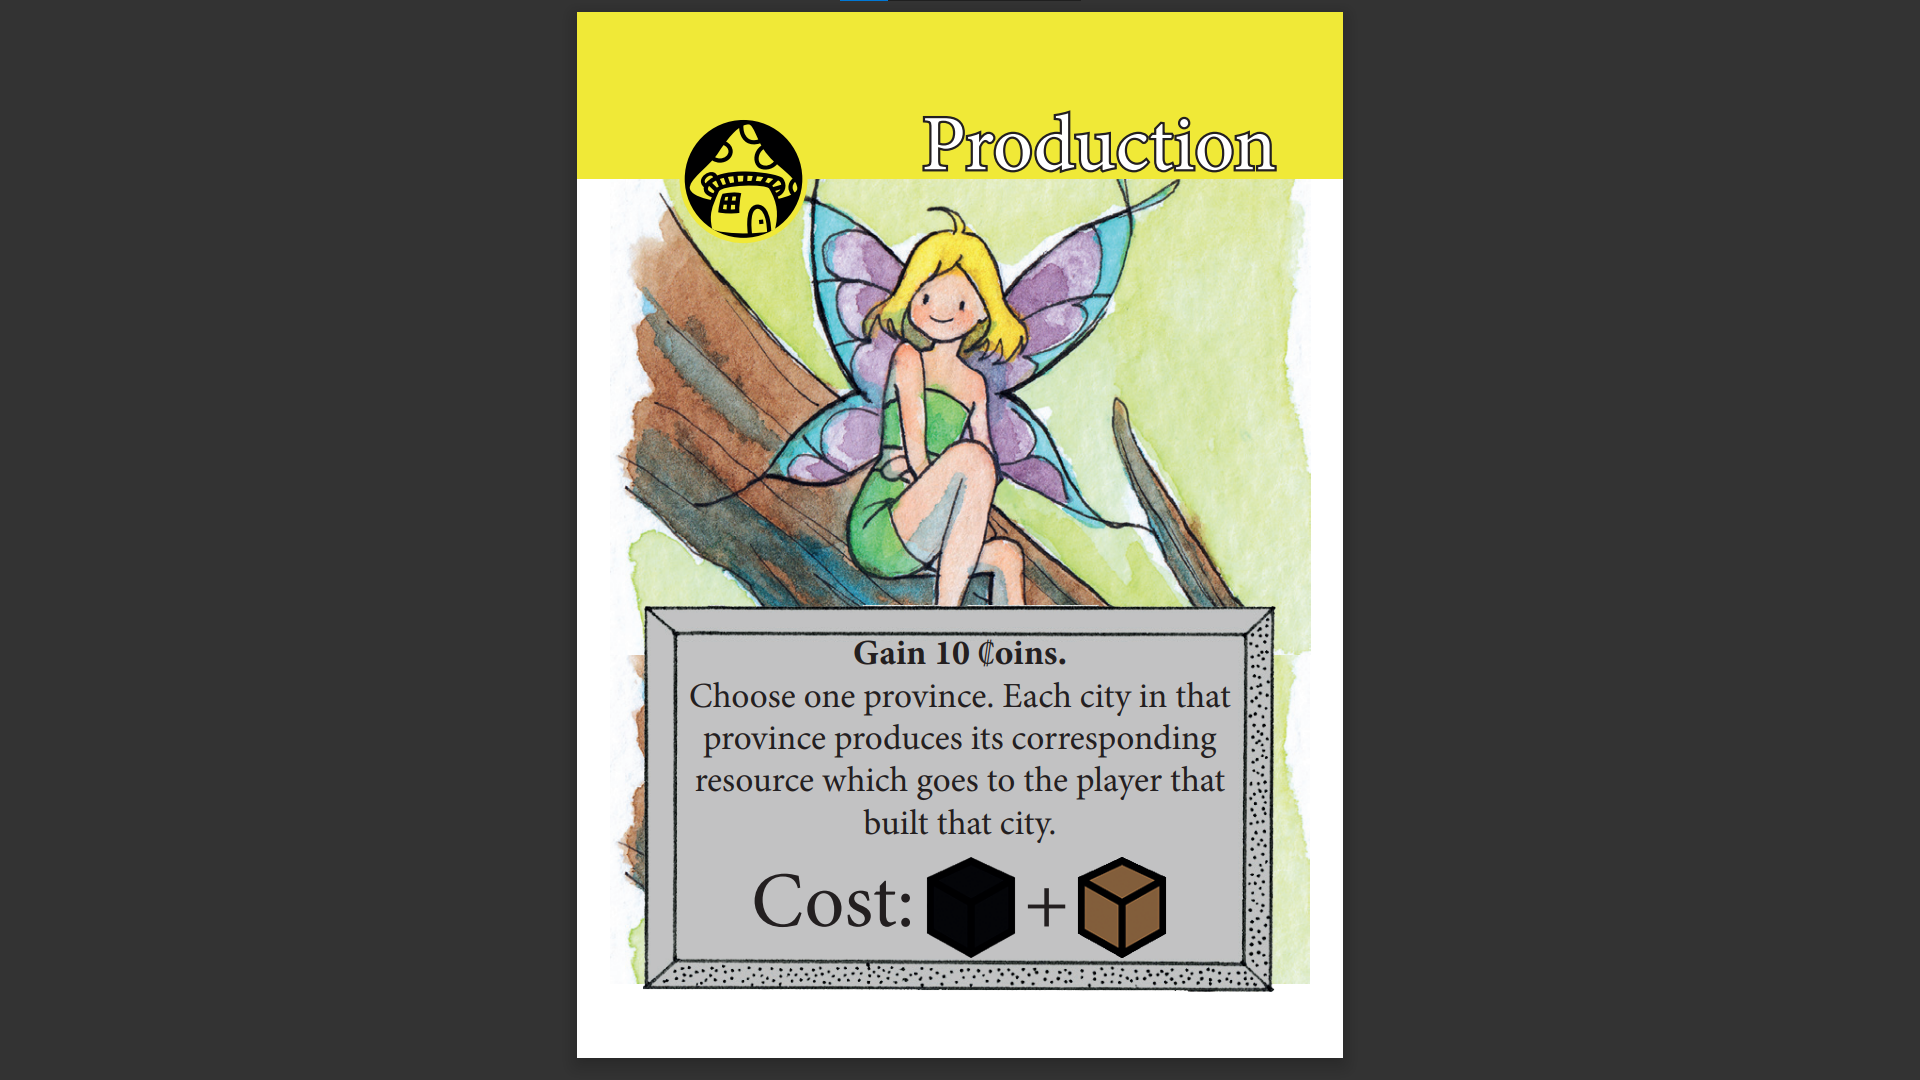 Production
Gain 10 ₡oins.
Choose one province. Each city in that
province produces its corresponding
resource which goes to the player that
built that city.
Cost: +